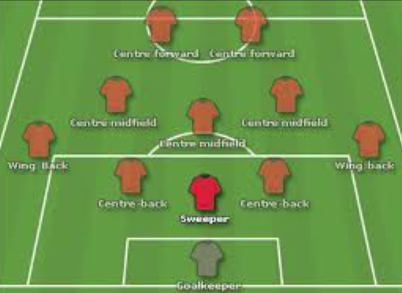 Centre forward Centre forward
Centre midfield Centre midfield
Centre midfield
Wing-Back Wing-back
Centre-back Centre-back
Sweeper
Goalkeeper